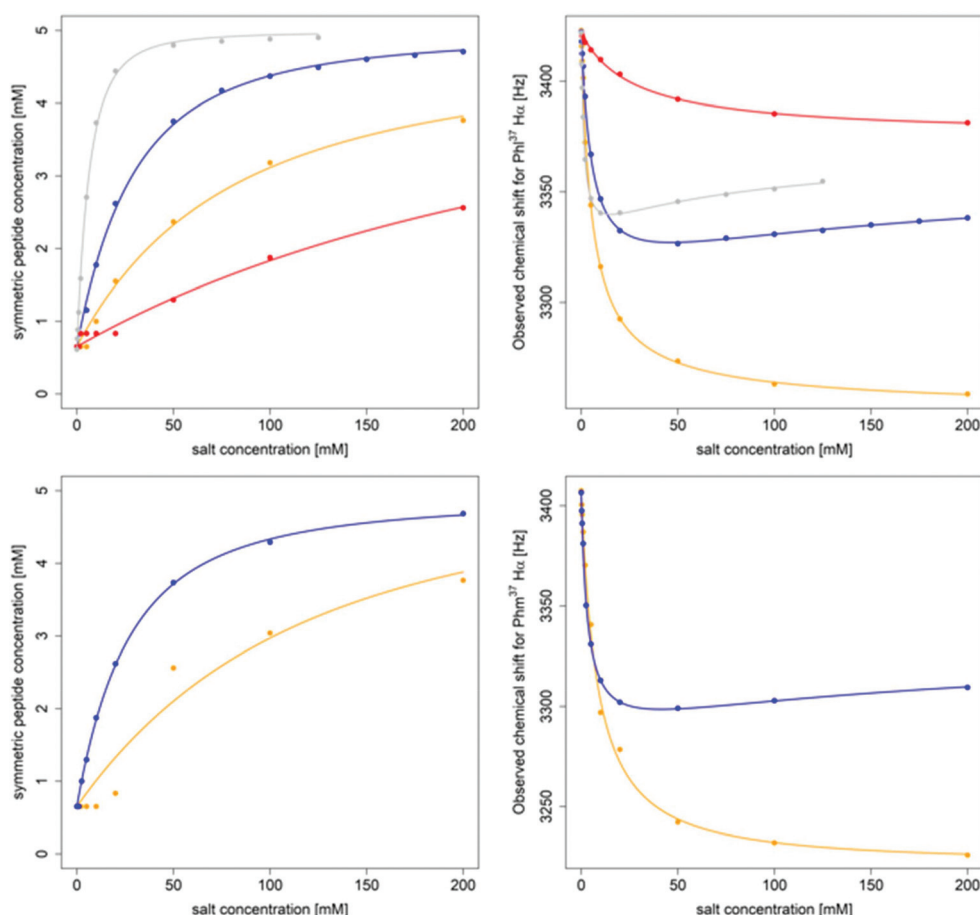 symmetric peptide concentration [mM]
5
4
3
2
1
0
0 50 100 150 200
salt concentration [mM]
Observed chemical shift for Phl37 Hα [Hz]
3400
3350
3300
0 50 100 150 200
salt concentration [mM]
symmetric peptide concentration [mM]
5
4
3
2
1
0
0 50 100 150 200
salt concentration [mM]
Observed chemical shift for Phm37 Hα [Hz]
3400
3350
3300
3250
0 50 100 150 200
salt concentration [mM]